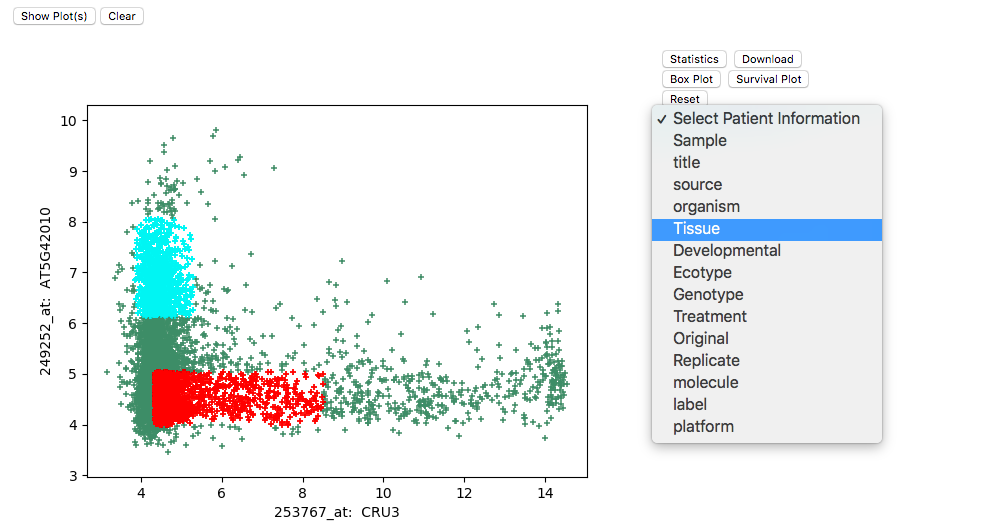 Show Plot(s) Clear
Statistics Download
Box Plot Survival Plot
Reset
✓ Select Patient Information
Sample
title
source
organism
Tissue
Developmental
Ecotype
Genotype
Treatment
Original
Replicate
molecule
label
platform
10
9
8
7
6
5
4
3
249252_at: AT5G42010
4 6 8 10 12 14
253767_at: CRU3